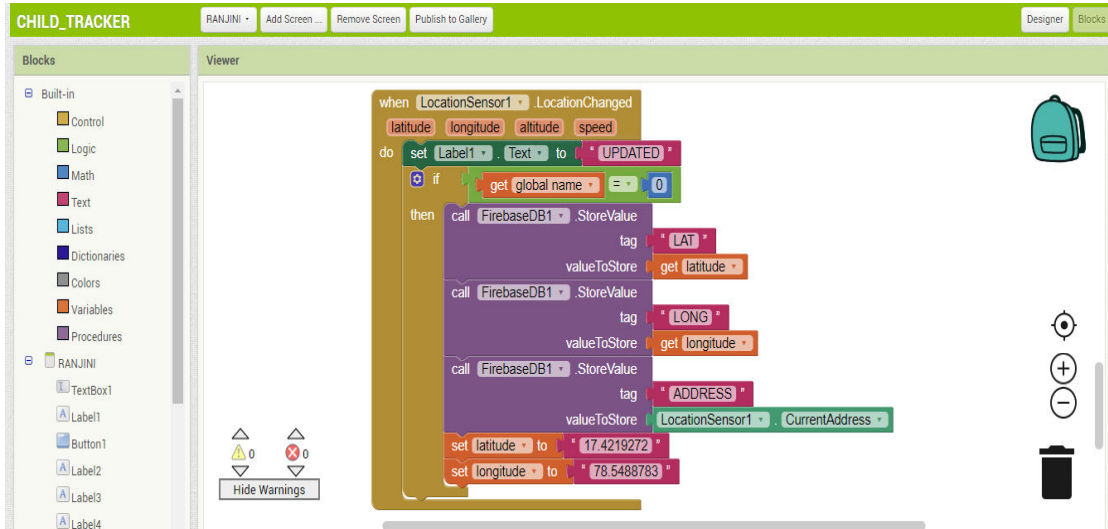 CHILD_TRACKER
RANJINI
Add Screen ...
Remove Screen
Publish to Gallery
Designer
Blocks
Blocks
Viewer
Built-in
Control
Logic
Math
Text
Lists
Dictionaries
Colors
Variables
Procedures
RANJINI
TextBox1
Label1
Button1
Label2
Label3
Label4
when LocationSensor1 .LocationChanged
latitude longitude altitude speed
do set Label1 . Text to " UPDATED "
if get global name = 0
then call FirebaseDB1 .StoreValue
tag " LAT "
valueToStore get latitude
call FirebaseDB1 .StoreValue
tag " LONG "
valueToStore get longitude
call FirebaseDB1 .StoreValue
tag " ADDRESS "
valueToStore LocationSensor1 . CurrentAddress
set latitude to " 17.4219272 "
set longitude to " 78.5488783 "
0 0
Hide Warnings